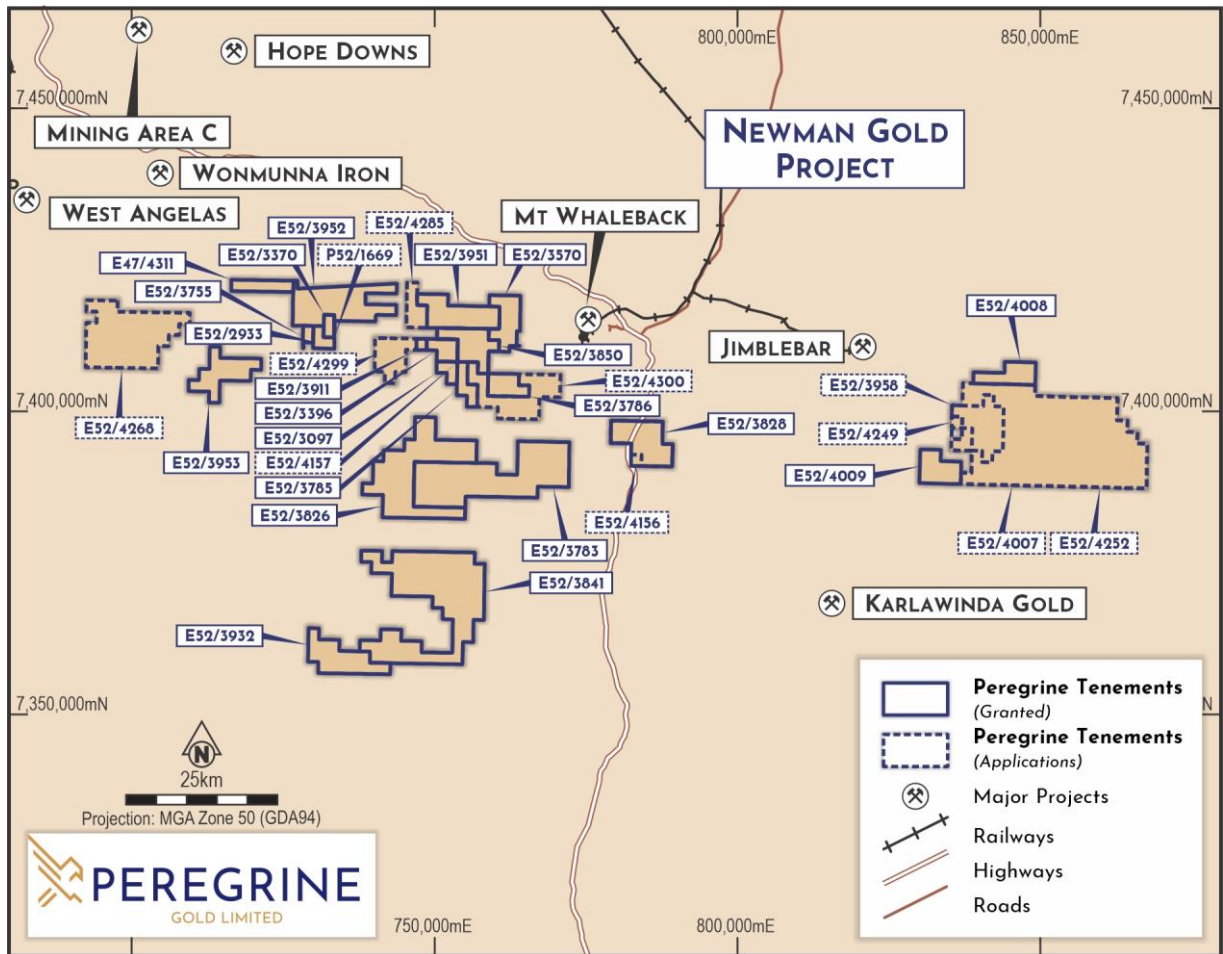 800,000mE
850,000mE
HOPE DOWNS
7,450,000mN
7,450,000mN
MINING AREA C
NEWMAN GOLD
PROJECT
WONMUNNA IRON
WEST ANGELAS
MT WHALEBACK
E52/3952
E52/4285
E52/3370
P52/1669
E52/3951
E52/3570
E47/4311
E52/3755
E52/2933
E52/4008
E52/4299
E52/3850
JIMBLEBAR
E52/3911
E52/4300
E52/3958
E52/3396
E52/3786
7,400,000mN
7,400,000mN
E52/4268
E52/3097
E52/3828
E52/4249
E52/3953
E52/4157
E52/3785
E52/4009
E52/3826
E52/4156
E52/3783
E52/4007
E52/4252
E52/3841
KARLAWINDA GOLD
E52/3932
7,350,000mN
N
25km
Projection: MGA Zone 50 (GDA94)
PEREGRINE
GOLD LIMITED
750,000mE
800,000mE
Peregrine Tenements
(Granted)
Peregrine Tenements
(Applications)
Major Projects
Railways
Highways
Roads